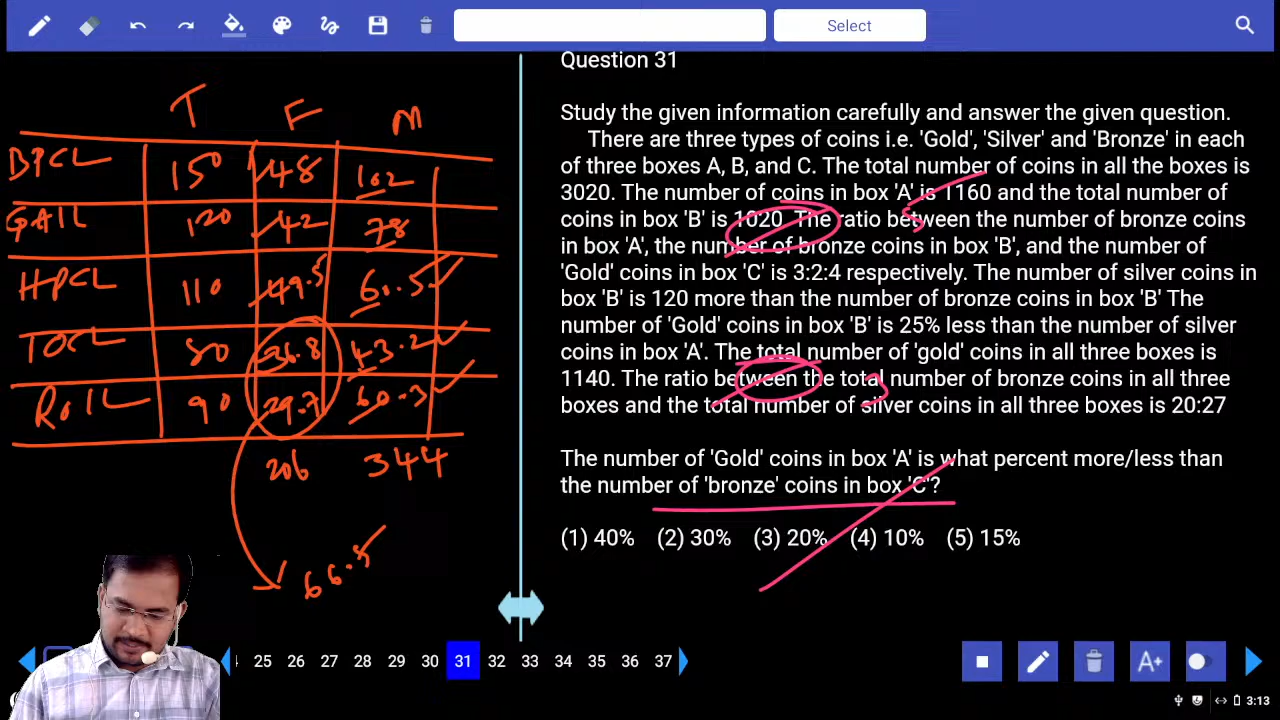 Select
Question 31
Study the given information carefully and answer the given question.
There are three types of coins i.e. 'Gold', 'Silver' and 'Bronze' in each
of three boxes A, B, and C. The total number of coins in all the boxes is
3020. The number of coins in box 'A' is 1160 and the total number of
coins in box 'B' is 1020. The ratio between the number of bronze coins
in box 'A', the number of bronze coins in box 'B', and the number of
'Gold' coins in box 'C' is 3:2:4 respectively. The number of silver coins in
box 'B' is 120 more than the number of bronze coins in box 'B' The
number of 'Gold' coins in box 'B' is 25% less than the number of silver
coins in box 'A'. The total number of 'gold' coins in all three boxes is
1140. The ratio between the total number of bronze coins in all three
boxes and the total number of silver coins in all three boxes is 20:27
The number of 'Gold' coins in box 'A' is what percent more/less than
the number of 'bronze' coins in box 'C'?
(1) 40% (2) 30% (3) 20% (4) 10% (5) 15%
T F M
BPCL 150 48 102
GAIL 120 42 78
HPCL 110 49.5 60.5
TOCL 80 36.8 43.2
RoIL 90 29.7 60.3
206 344
66.5
25 26 27 28 29 30 31 32 33 34 35 36 37
A+
3:13